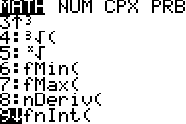 MATH NUM CPX PRB
3↑³
4:³√(
5:ˣ√
6:fMin(
7:fMax(
8:nDeriv(
9↓fnInt(